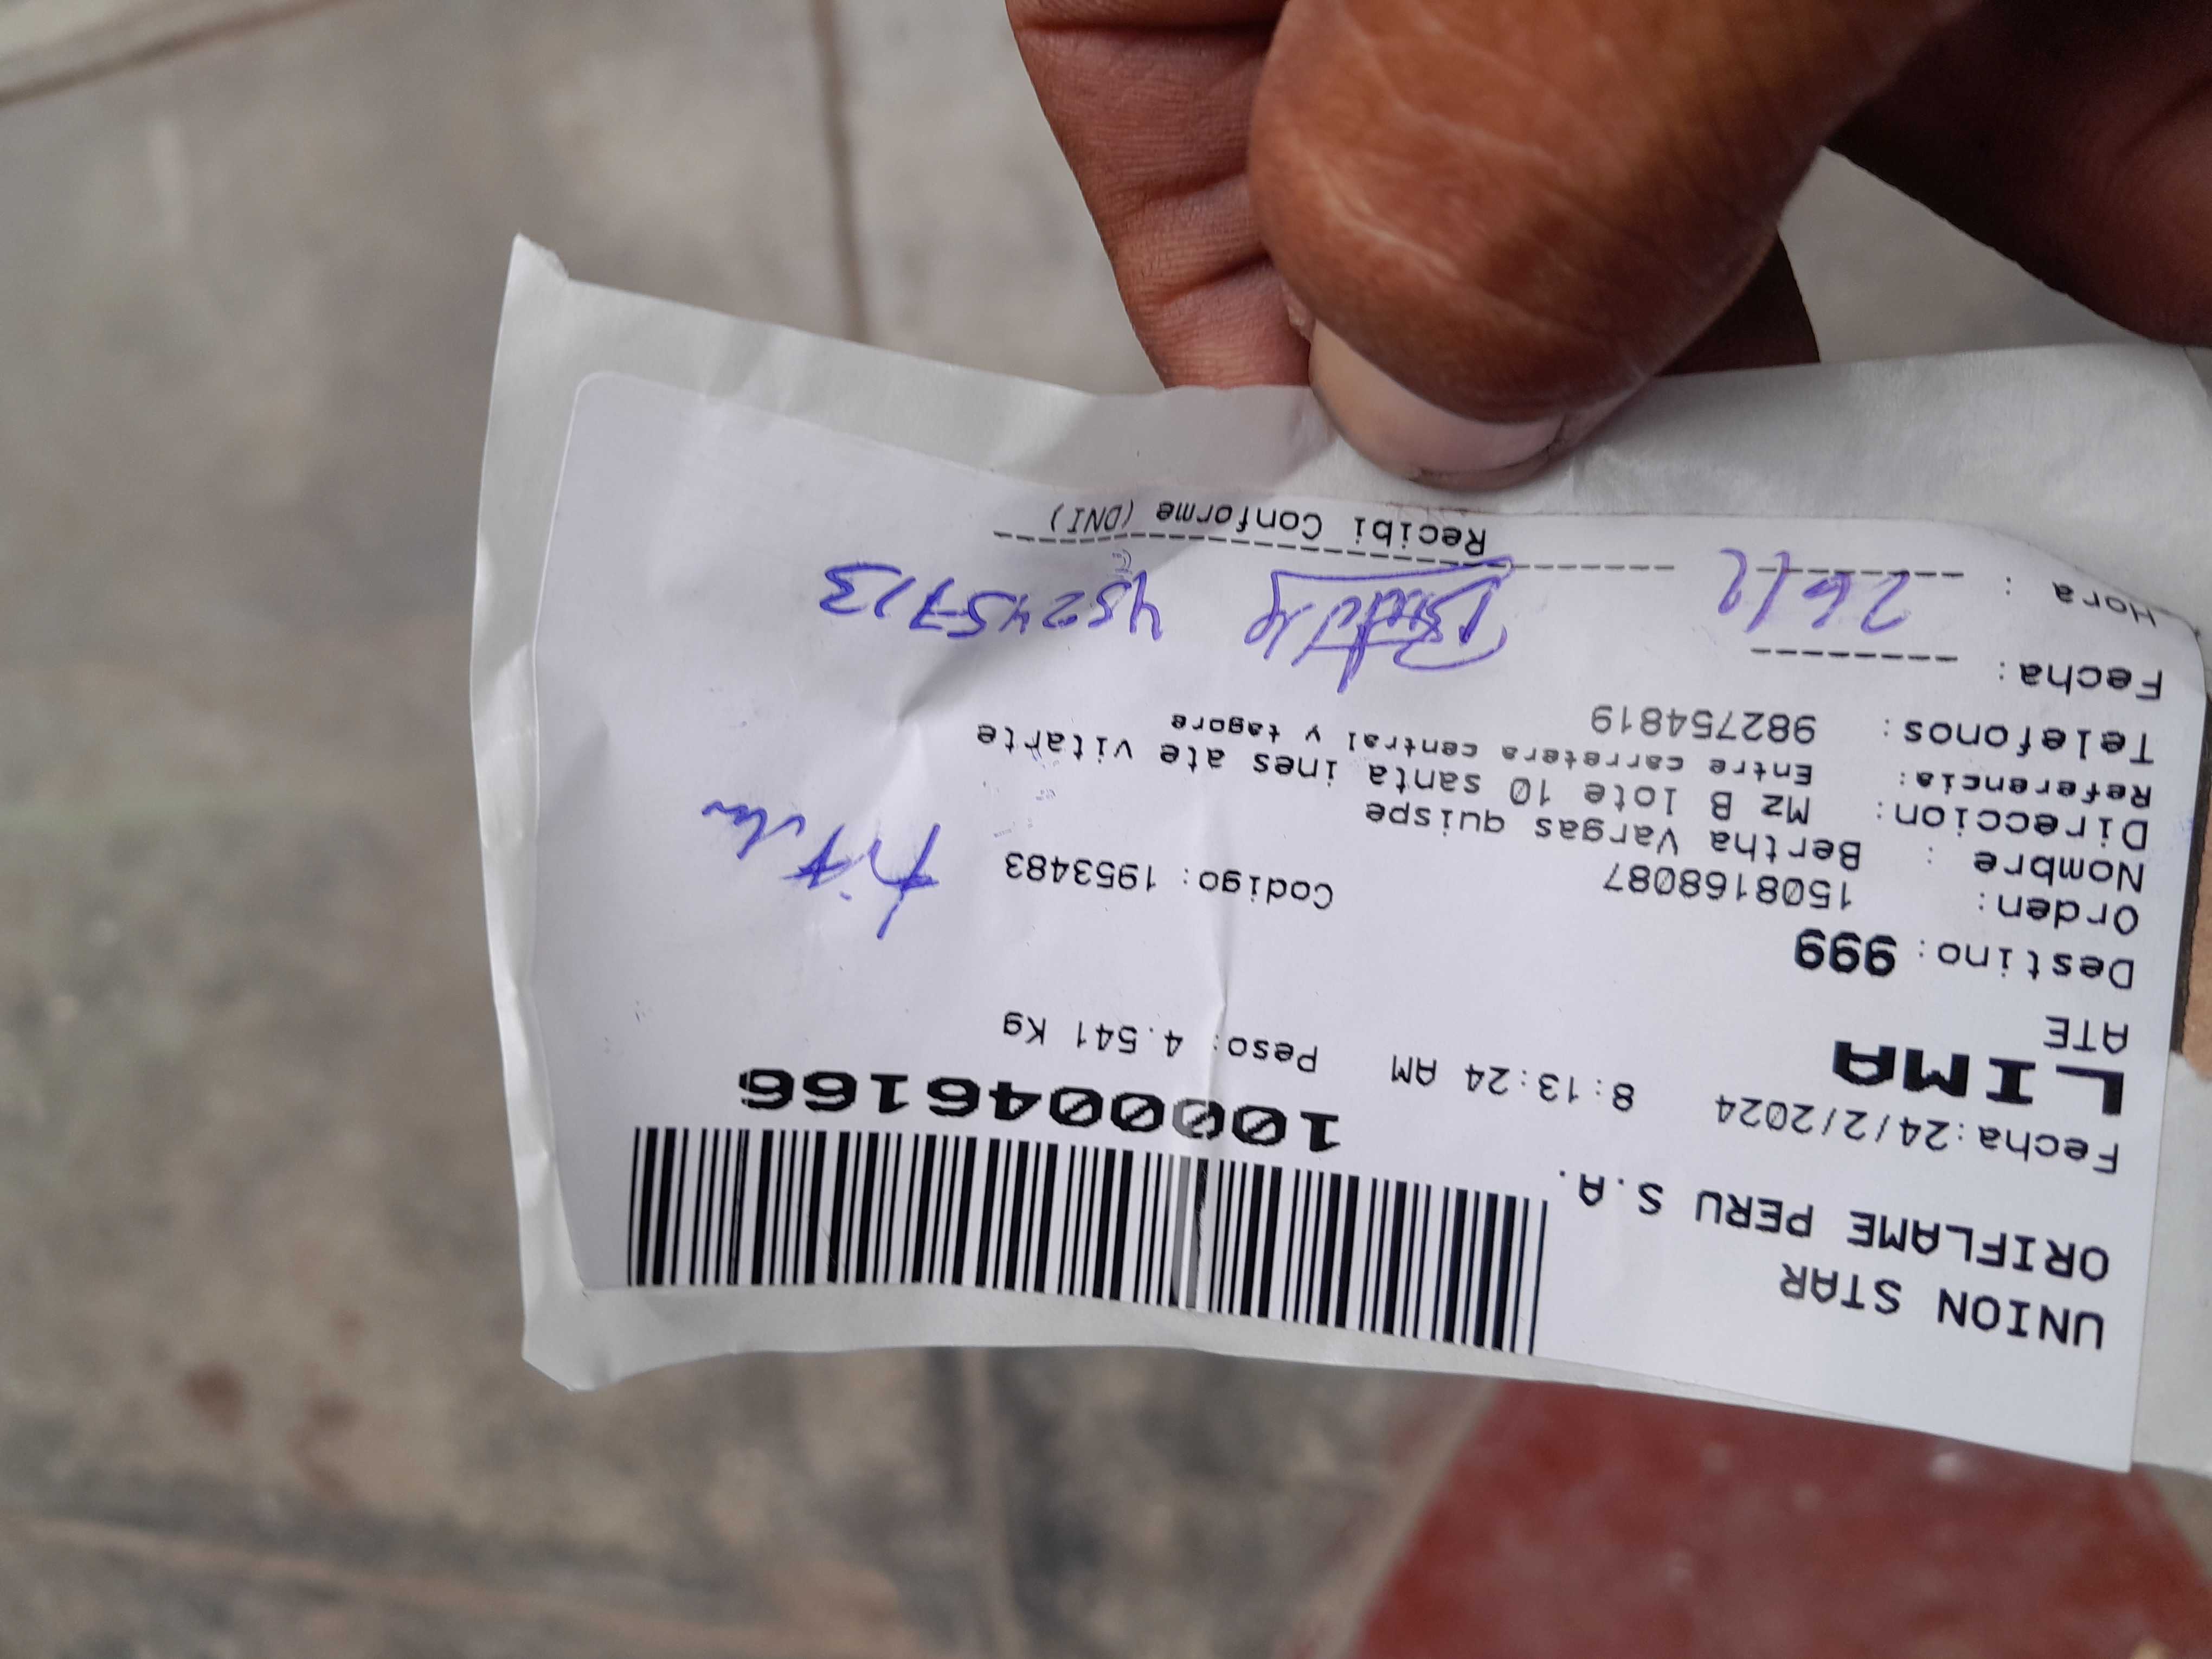 UNION STAR
ORIFLAME PERU S.A.
Fecha:24/2/2024 8:13:24 AM Peso: 4.541 Kg
1000046166
LIMA
ATE
Destino: 999
Orden: 1508168087 Codigo: 1953483
Nombre : Bertha Vargas quispe
Direccion: Mz B lote 10 santa ines ate vitarte
Referencia: Entre carretera central y tagore
Telefonos: 982754819
Fecha: 26/2
Hora : 
45245713
Recibi Conforme (DNI)